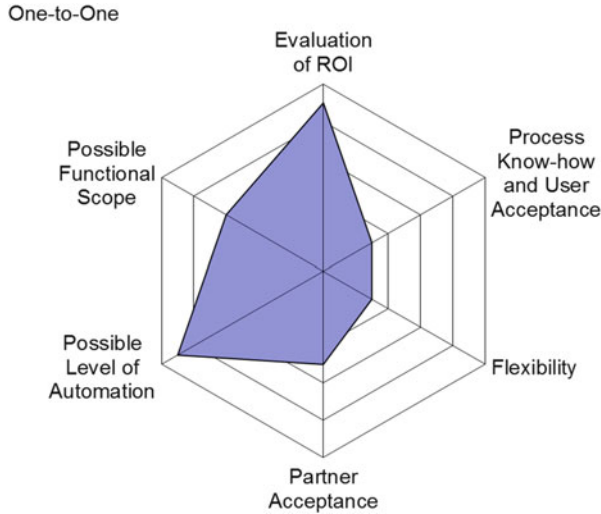 One-to-One
Evaluation
of ROI
Process
Know-how
and User
Acceptance
Flexibility
Partner
Acceptance
Possible
Level of
Automation
Possible
Functional
Scope